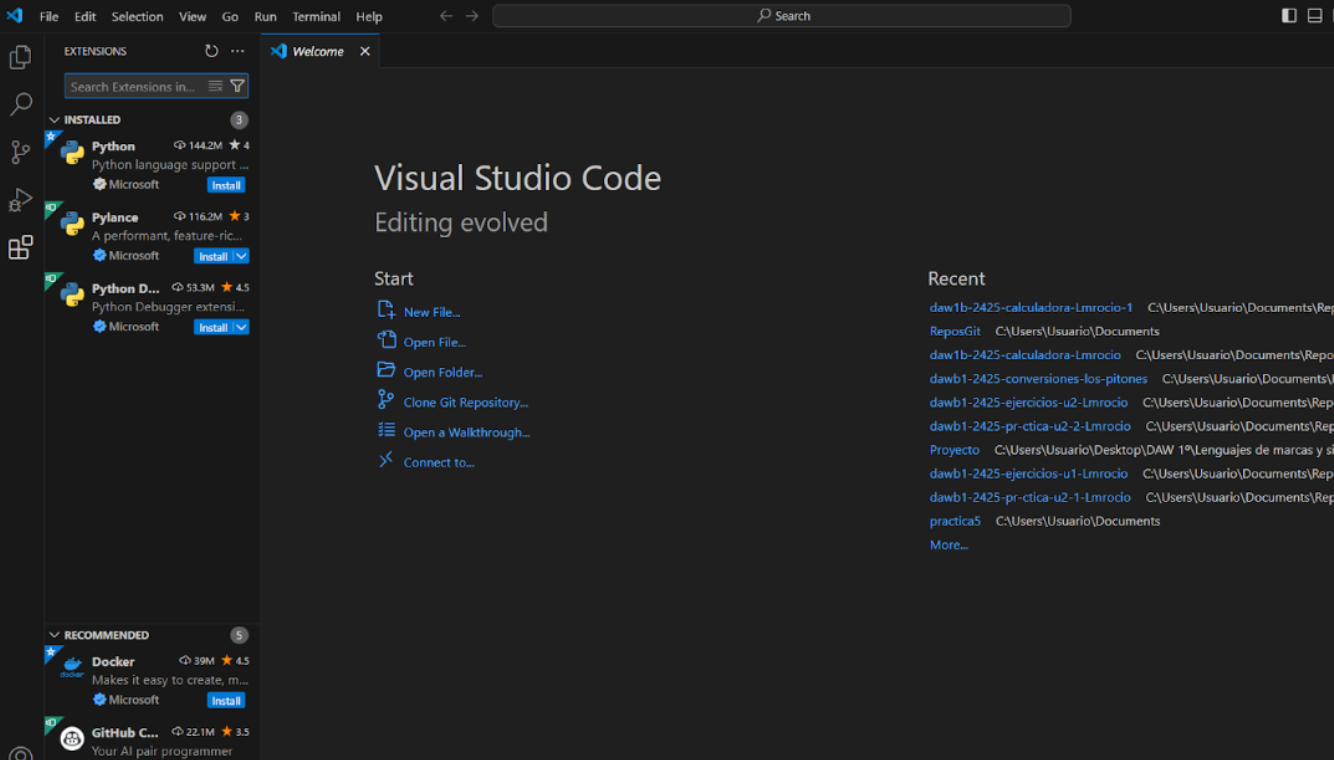 File Edit Selection View Go Run Terminal Help Search
EXTENSIONS
Welcome
Search Extensions in...
INSTALLED 3
Python 144.2M 4
Python language support ...
Microsoft Install
Pylance 116.2M 3
A performant, feature-ric...
Microsoft Install
Python D... 53.3M 4.5
Python Debugger extensi...
Microsoft Install
RECOMMENDED 5
Docker 39M 4.5
docker
Makes it easy to create, m...
Microsoft Install
GitHub C... 22.1M 3.5
Your AI pair programmer
Visual Studio Code
Editing evolved
Start
New File...
Open File...
Open Folder...
Clone Git Repository...
Open a Walkthrough...
Connect to...
Recent
daw1b-2425-calculadora-Lmrocio-1 C:\Users\Usuario\Documents\Rep
ReposGit C:\Users\Usuario\Documents
daw1b-2425-calculadora-Lmrocio C:\Users\Usuario\Documents\Repo
dawb1-2425-conversiones-los-pitones C:\Users\Usuario\Documents\
dawb1-2425-ejercicios-u2-Lmrocio C:\Users\Usuario\Documents\Rep
dawb1-2425-pr-ctica-u2-2-Lmrocio C:\Users\Usuario\Documents\Rep
Proyecto C:\Users\Usuario\Desktop\DAW 1º\Lenguajes de marcas y si
dawb1-2425-ejercicios-u1-Lmrocio C:\Users\Usuario\Documents\Rep
dawb1-2425-pr-ctica-u2-1-Lmrocio C:\Users\Usuario\Documents\Rep
practica5 C:\Users\Usuario\Documents
More...